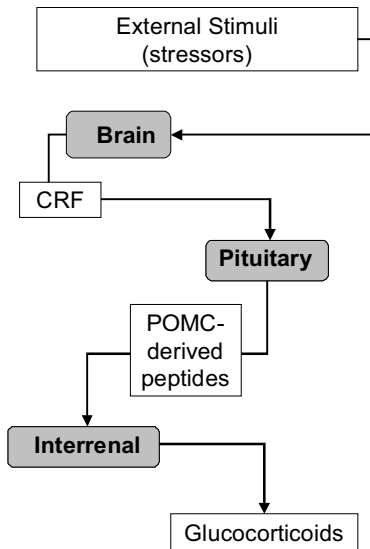 External Stimuli
(stressors)
Brain
CRF
Pituitary
POMC-
derived
peptides
Interrenal
Glucocorticoids